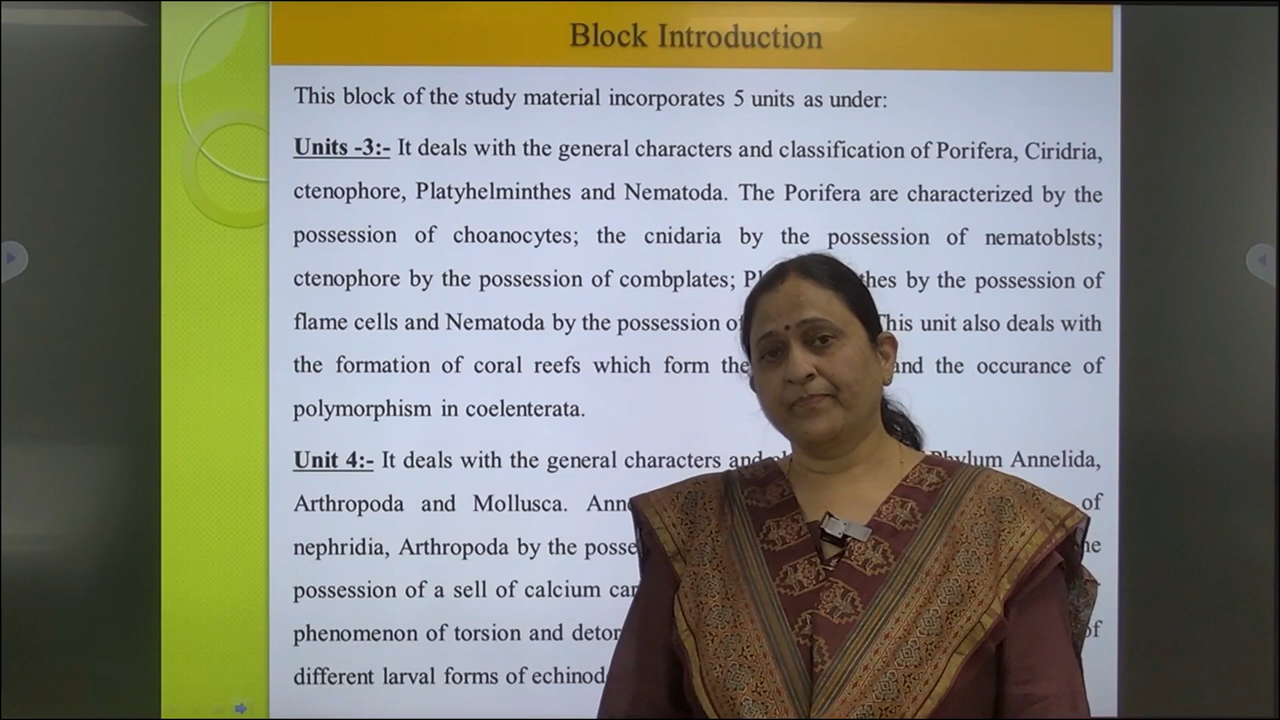 Block Introduction
This block of the study material incorporates 5 units as under:
Units -3:- It deals with the general characters and classification of Porifera, Ciridria,
ctenophore, Platyhelminthes and Nematoda. The Porifera are characterized by the
possession of choanocytes; the cnidaria by the possession of nematoblsts;
ctenophore by the possession of combplates; by the possession of
flame cells and Nematoda by the possession This unit also deals with
the formation of coral reefs which form the and the occurance of
polymorphism in coelenterata.
Unit 4:- It deals with the general characters and Phylum Annelida,
Arthropoda and Mollusca. of
nephridia, Arthropoda by the
possession of a sell of calcium
phenomenon of torsion and of
different larval forms of